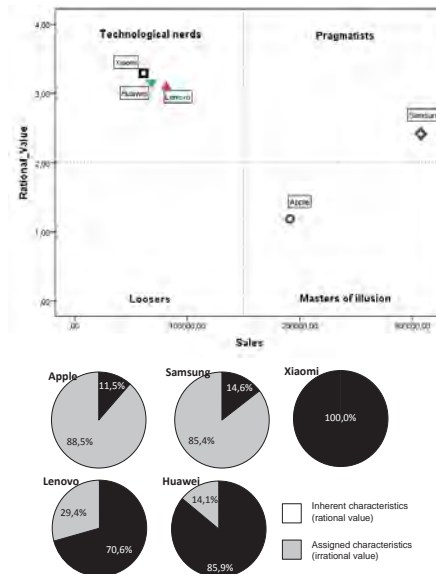 4,00
Technological nerds
Pragmatists
Xiaomi
3,00
Huawei
Lenovo
Samsun
Rational_Value
2,00
Apple
1,00
,00
Loosers
Masters of illusion
,00
100000,00
200000,00
Sales
Apple
11,5%
88,5%
Samsung
14,6%
85,4%
Xiaomi
100,0%
Lenovo
29,4%
70,6%
Huawei
14,1%
85,9%
Inherent characteristics
(rational value)
Assigned characteristics
(irrational value)